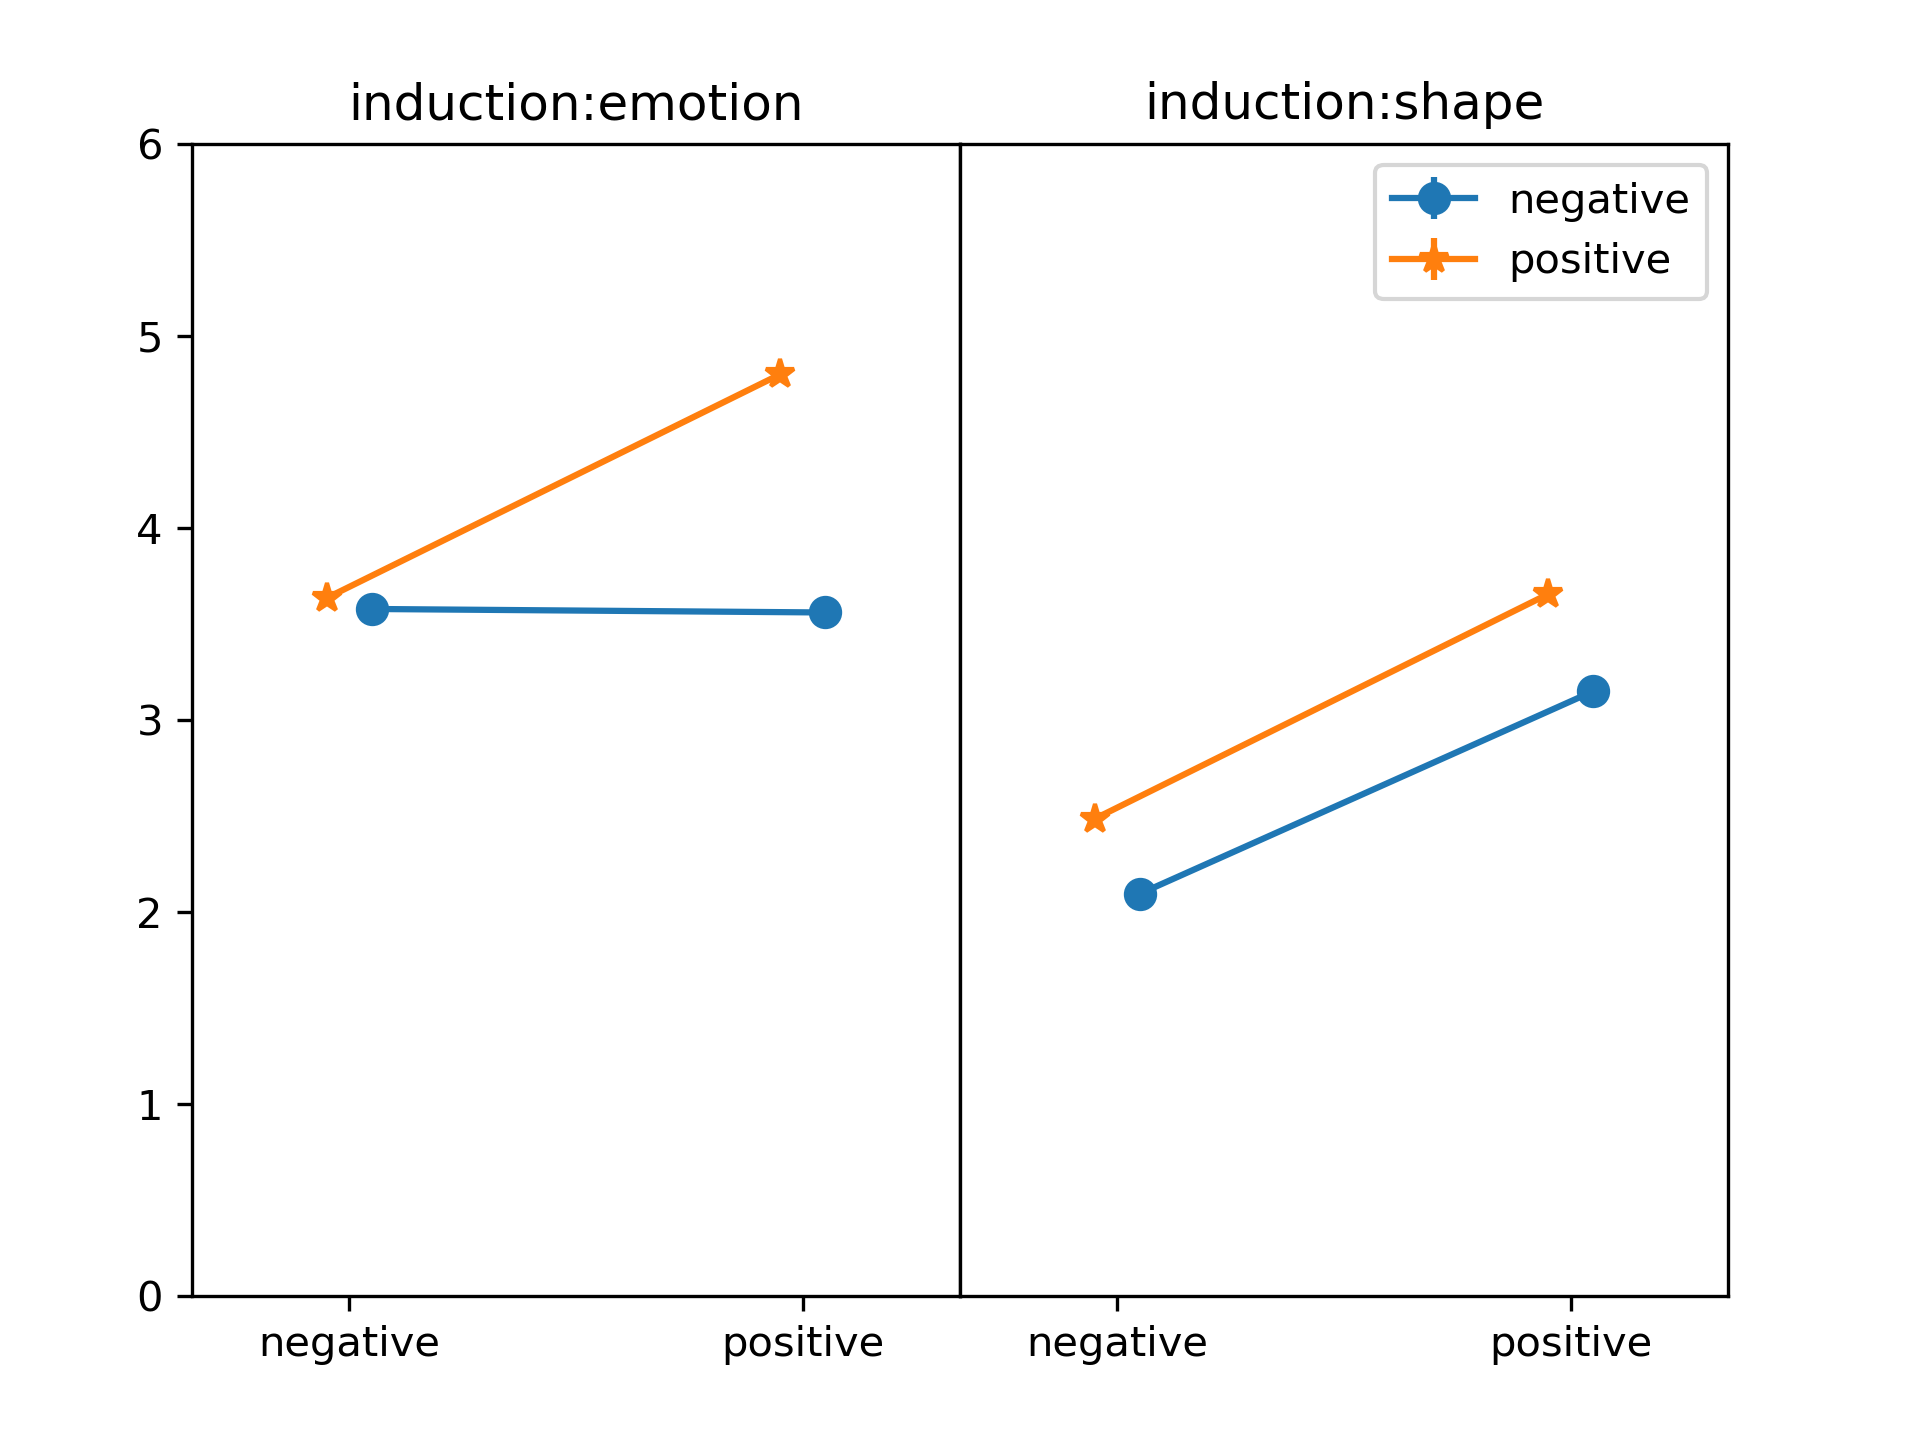 induction:emotion
induction:shape
6
5
4
3
2
1
0
negative
positive
negative
positive
negative
positive